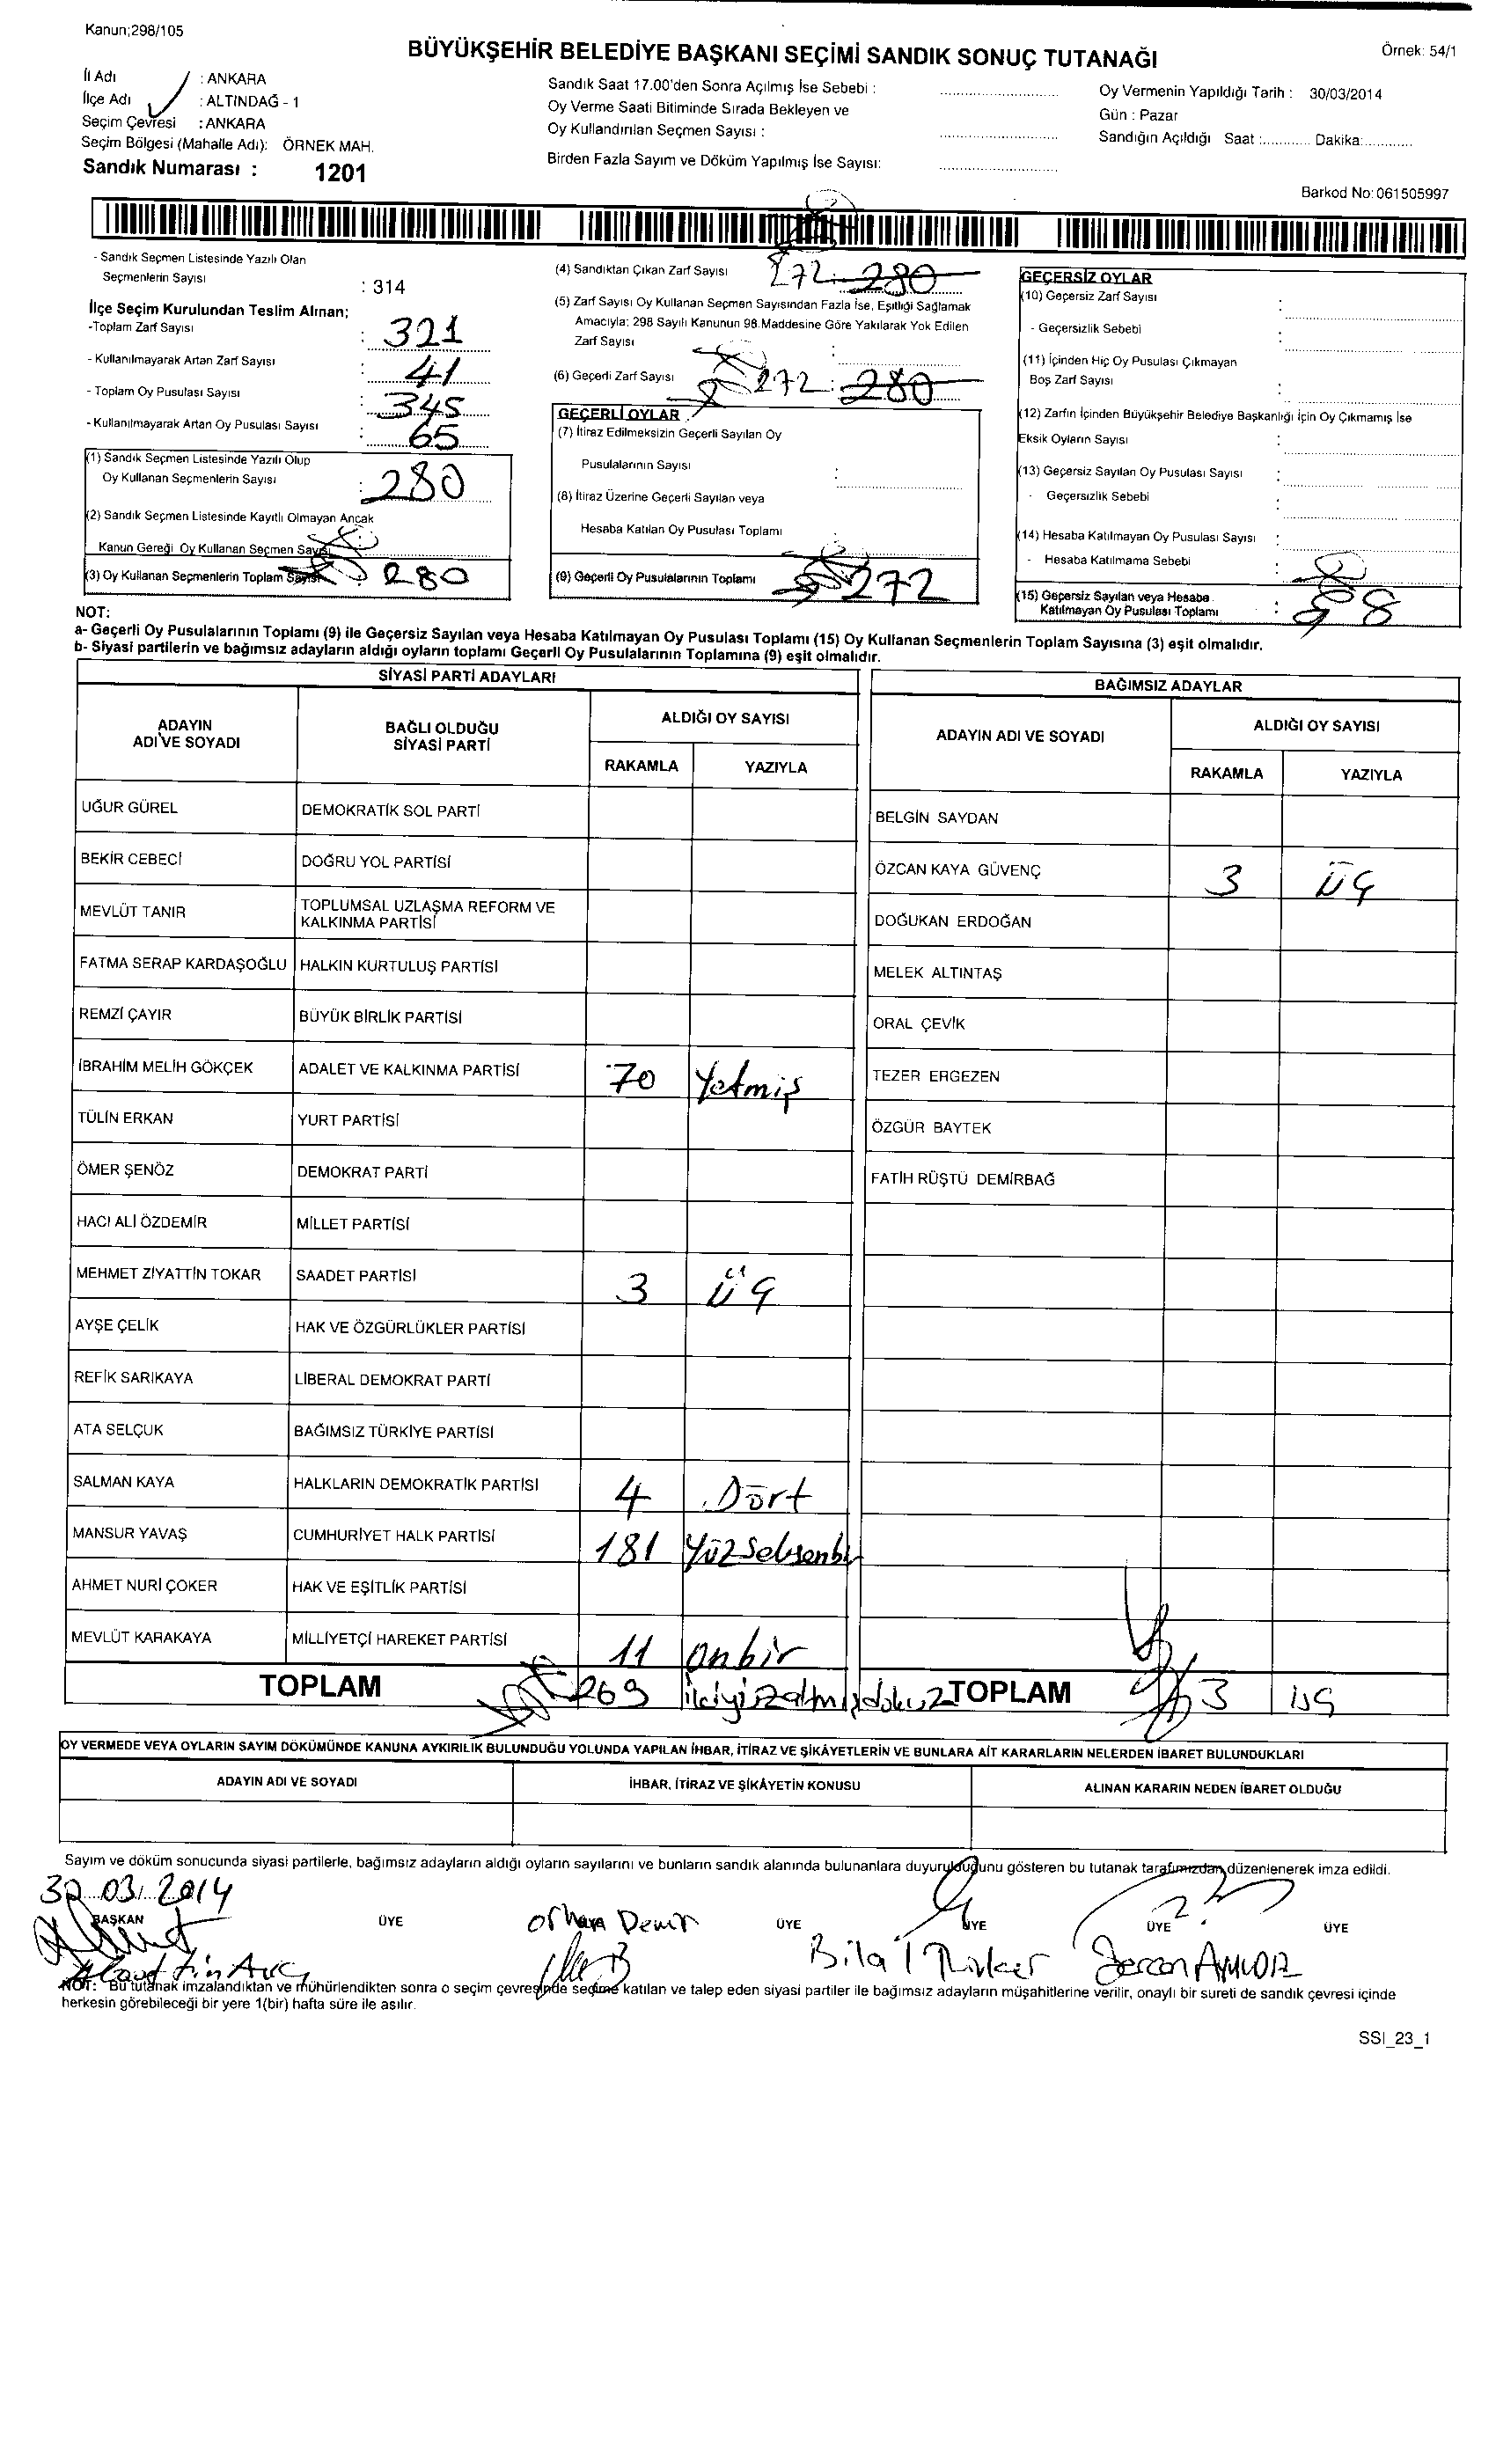 Kanun;298/105
BÜYÜKŞEHİR BELEDİYE BAŞKANI SEÇİMİ SANDIK SONUÇ TUTANAĞI
Örnek: 54/1
İl Adı : ANKARA
İlçe Adı : ALTINDAĞ - 1
Seçim Çevresi : ANKARA
Seçim Bölgesi (Mahalle Adı): ÖRNEK MAH.
Sandık Numarası : 1201
Sandık Saat 17.00'den Sonra Açılmış İse Sebebi :
Oy Verme Saati Bitiminde Sırada Bekleyen ve
Oy Kullandırılan Seçmen Sayısı :
Birden Fazla Sayım ve Döküm Yapılmış İse Sayısı:
Oy Vermenin Yapıldığı Tarih : 30/03/2014
Gün : Pazar
Sandığın Açıldığı Saat :............ Dakika:............
Barkod No:061505997
- Sandık Seçmen Listesinde Yazılı Olan
Seçmenlerin Sayısı : 314
İlçe Seçim Kurulundan Teslim Alınan;
-Toplam Zarf Sayısı : 321
- Kullanılmayarak Artan Zarf Sayısı : 41
- Toplam Oy Pusulası Sayısı : 345
- Kullanılmayarak Artan Oy Pusulası Sayısı : 65
(1) Sandık Seçmen Listesinde Yazılı Olup
Oy Kullanan Seçmenlerin Sayısı : 280
(2) Sandık Seçmen Listesinde Kayıtlı Olmayan Ancak
Kanun Gereği Oy Kullanan Seçmen Sayısı
(3) Oy Kullanan Seçmenlerin Toplam Sayısı 280
(4) Sandıktan Çıkan Zarf Sayısı 272 280
(5) Zarf Sayısı Oy Kullanan Seçmen Sayısından Fazla İse, Eşitliği Sağlamak
Amacıyla; 298 Sayılı Kanunun 98.Maddesine Göre Yakılarak Yok Edilen
Zarf Sayısı :
(6) Geçerli Zarf Sayısı 272 280
GEÇERLİ OYLAR
(7) İtiraz Edilmeksizin Geçerli Sayılan Oy
Pusulalarının Sayısı :
(8) İtiraz Üzerine Geçerli Sayılan veya
Hesaba Katılan Oy Pusulası Toplamı
(9) Geçerli Oy Pusulalarının Toplamı 272
GEÇERSİZ OYLAR
(10) Geçersiz Zarf Sayısı :
- Geçersizlik Sebebi :
(11) İçinden Hiç Oy Pusulası Çıkmayan
Boş Zarf Sayısı :
(12) Zarfın İçinden Büyükşehir Belediye Başkanlığı İçin Oy Çıkmamış İse
Eksik Oyların Sayısı :
(13) Geçersiz Sayılan Oy Pusulası Sayısı :
- Geçersizlik Sebebi :
(14) Hesaba Katılmayan Oy Pusulası Sayısı :
- Hesaba Katılmama Sebebi :
(15) Geçersiz Sayılan veya Hesaba
Katılmayan Oy Pusulası Toplamı : 8
NOT:
a- Geçerli Oy Pusulalarının Toplamı (9) ile Geçersiz Sayılan veya Hesaba Katılmayan Oy Pusulası Toplamı (15) Oy Kullanan Seçmenlerin Toplam Sayısına (3) eşit olmalıdır.
b- Siyasi partilerin ve bağımsız adayların aldığı oyların toplamı Geçerli Oy Pusulalarının Toplamına (9) eşit olmalıdır.
SİYASİ PARTİ ADAYLARI
ADAYIN ADI VE SOYADI
BAĞLI OLDUĞU SİYASİ PARTİ
ALDIĞI OY SAYISI
RAKAMLA YAZIYLA
UĞUR GÜREL DEMOKRATİK SOL PARTİ
BEKİR CEBECİ DOĞRU YOL PARTİSİ
MEVLÜT TANIR TOPLUMSAL UZLAŞMA REFORM VE
KALKINMA PARTİSİ
FATMA SERAP KARDAŞOĞLU HALKIN KURTULUŞ PARTİSİ
REMZİ ÇAYIR BÜYÜK BİRLİK PARTİSİ
İBRAHİM MELİH GÖKÇEK ADALET VE KALKINMA PARTİSİ 70 Yetmiş
TÜLİN ERKAN YURT PARTİSİ
ÖMER ŞENÖZ DEMOKRAT PARTİ
HACI ALİ ÖZDEMİR MİLLET PARTİSİ
MEHMET ZİYATTİN TOKAR SAADET PARTİSİ 3 üç
AYŞE ÇELİK HAK VE ÖZGÜRLÜKLER PARTİSİ
REFİK SARIKAYA LİBERAL DEMOKRAT PARTİ
ATA SELÇUK BAĞIMSIZ TÜRKİYE PARTİSİ
SALMAN KAYA HALKLARIN DEMOKRATİK PARTİSİ 4 Dört
MANSUR YAVAŞ CUMHURİYET HALK PARTİSİ 181 Yüzseksenbi
AHMET NURİ ÇOKER HAK VE EŞİTLİK PARTİSİ
MEVLÜT KARAKAYA MİLLİYETÇİ HAREKET PARTİSİ 11 onbir
TOPLAM 269 ikiyüzatmışdokuz
BAĞIMSIZ ADAYLAR
ADAYIN ADI VE SOYADI
ALDIĞI OY SAYISI
RAKAMLA YAZIYLA
BELGİN SAYDAN
ÖZCAN KAYA GÜVENÇ 3 üç
DOĞUKAN ERDOĞAN
MELEK ALTINTAŞ
ORAL ÇEVİK
TEZER ERGEZEN
ÖZGÜR BAYTEK
FATİH RÜŞTÜ DEMİRBAĞ
TOPLAM 3 üç
OY VERMEDE VEYA OYLARIN SAYIM DÖKÜMÜNDE KANUNA AYKIRILIK BULUNDUĞU YOLUNDA YAPILAN İHBAR, İTİRAZ VE ŞİKÂYETLERİN VE BUNLARA AİT KARARLARIN NELERDEN İBARET BULUNDUKLARI
ADAYIN ADI VE SOYADI İHBAR, İTİRAZ VE ŞİKÂYETİN KONUSU ALINAN KARARIN NEDEN İBARET OLDUĞU
Sayım ve döküm sonucunda siyasi partilerle, bağımsız adayların aldığı oyların sayılarını ve bunların sandık alanında bulunanlara duyurulduğunu gösteren bu tutanak tarafımızdan düzenlenerek imza edildi.
30.03.2014
BAŞKAN ÜYE Orhan Demir ÜYE ÜYE ÜYE ÜYE
NOT: Bu tutanak imzalandıktan ve mühürlendikten sonra o seçim çevresinde seçime katılan ve talep eden siyasi partiler ile bağımsız adayların müşahitlerine verilir, onaylı bir sureti de sandık çevresi içinde
herkesin görebileceği bir yere 1(bir) hafta süre ile asılır.
SSI_23_1